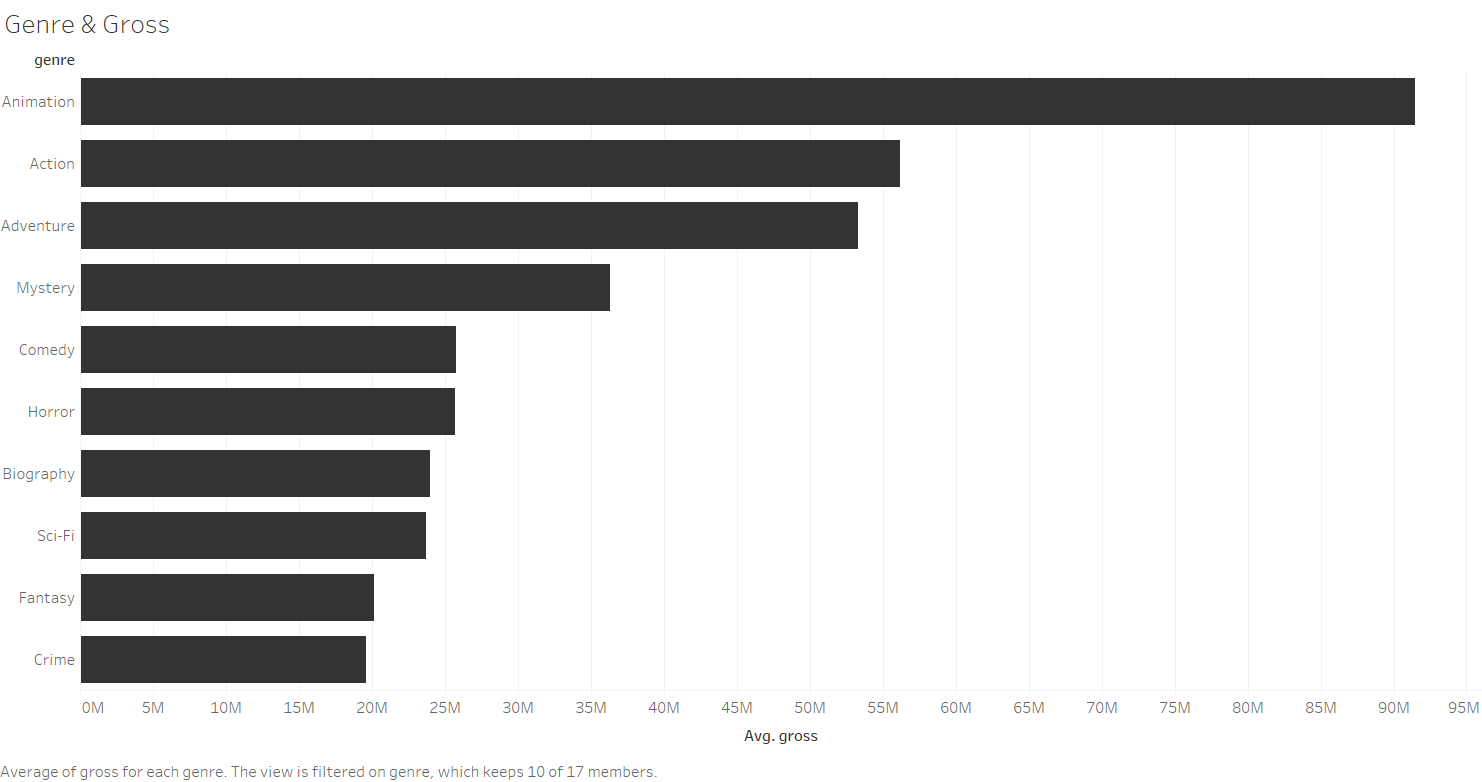 Genre & Gross
genre
Animation
Action
Adventure
Mystery
Comedy
Horror
Biography
Sci-Fi
Fantasy
Crime
0M 5M 10M 15M 20M 25M 30M 35M 40M 45M 50M 55M 60M 65M 70M 75M 80M 85M 90M 95M
Avg. gross
Average of gross for each genre. The view is filtered on genre, which keeps 10 of 17 members.